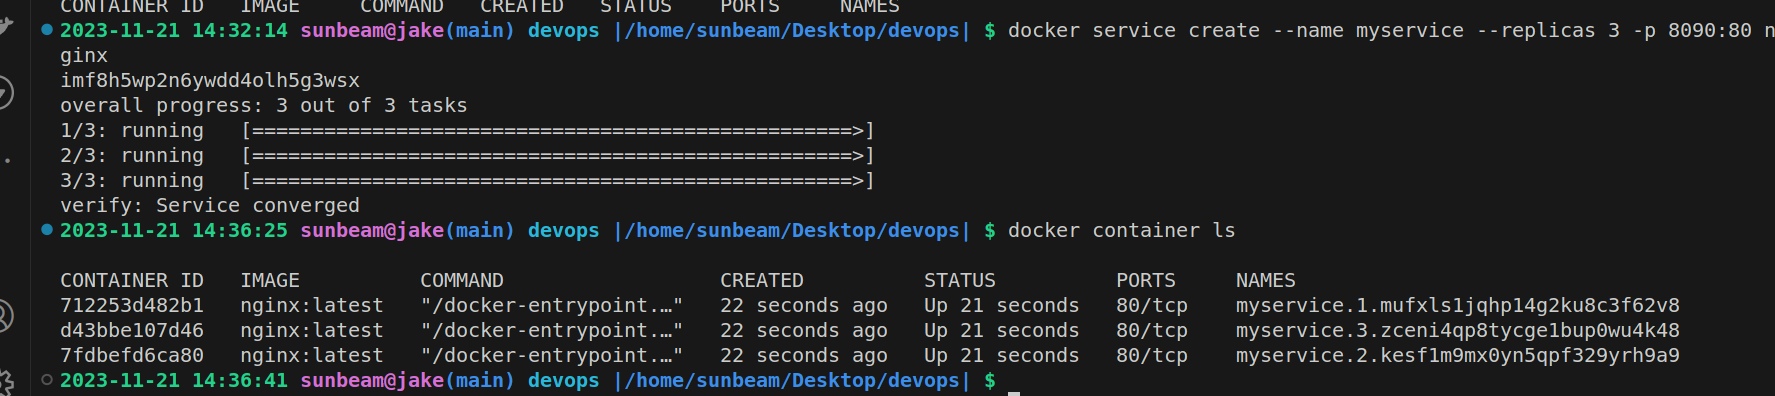 CONTAINER ID   IMAGE     COMMAND   CREATED   STATUS    PORTS     NAMES
2023-11-21 14:32:14 sunbeam@jake(main) devops |/home/sunbeam/Desktop/devops| $ docker service create --name myservice --replicas 3 -p 8090:80 n
ginx
imf8h5wp2n6ywdd4olh5g3wsx
overall progress: 3 out of 3 tasks
1/3: running   [==================================================>]
2/3: running   [==================================================>]
3/3: running   [==================================================>]
verify: Service converged
2023-11-21 14:36:25 sunbeam@jake(main) devops |/home/sunbeam/Desktop/devops| $ docker container ls
CONTAINER ID   IMAGE          COMMAND                  CREATED          STATUS          PORTS     NAMES
712253d482b1   nginx:latest   "/docker-entrypoint.…"   22 seconds ago   Up 21 seconds   80/tcp    myservice.1.mufxls1jqhp14g2ku8c3f62v8
d43bbe107d46   nginx:latest   "/docker-entrypoint.…"   22 seconds ago   Up 21 seconds   80/tcp    myservice.3.zceni4qp8tycge1bup0wu4k48
7fdbefd6ca80   nginx:latest   "/docker-entrypoint.…"   22 seconds ago   Up 21 seconds   80/tcp    myservice.2.kesf1m9mx0yn5qpf329yrh9a9
2023-11-21 14:36:41 sunbeam@jake(main) devops |/home/sunbeam/Desktop/devops| $